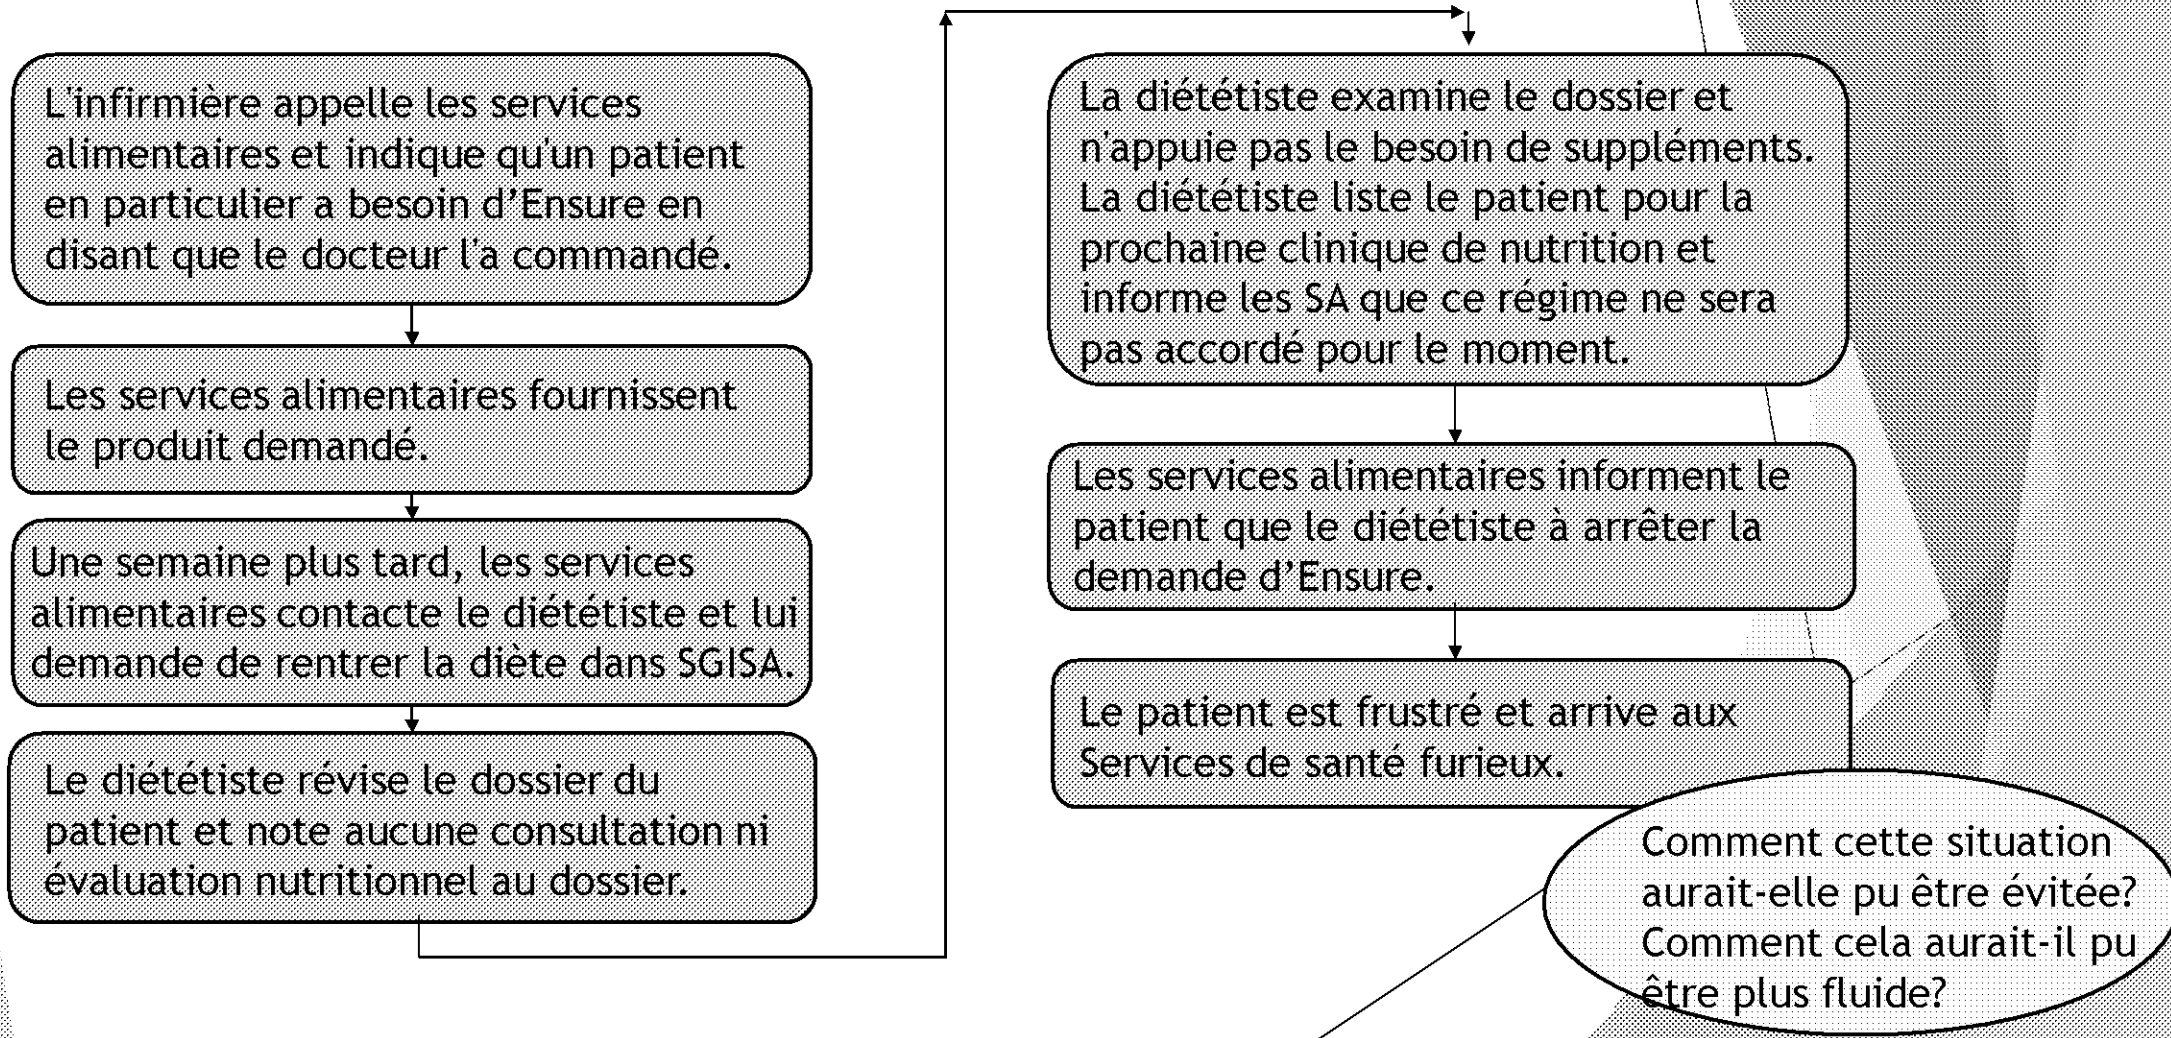 L'infirmière appelle les services
alimentaires et indique qu'un patient
en particulier a besoin d’Ensure en
disant que le docteur l'a commandé.
Les services alimentaires fournissent
le produit demandé.
Une semaine plus tard, les services
alimentaires contacte le diététiste et lui
demande de rentrer la diète dans SGISA.
Le diététiste révise le dossier du
patient et note aucune consultation ni
évaluation nutritionnel au dossier.
La diététiste examine le dossier et
n'appuie pas le besoin de suppléments.
La diététiste liste le patient pour la
prochaine clinique de nutrition et
informe les SA que ce régime ne sera
pas accordé pour le moment.
Les services alimentaires informent le
patient que le diététiste à arrêter la
demande d’Ensure.
Le patient est frustré et arrive aux
Services de santé furieux.
Comment cette situation
aurait-elle pu être évitée?
Comment cela aurait-il pu
être plus fluide?